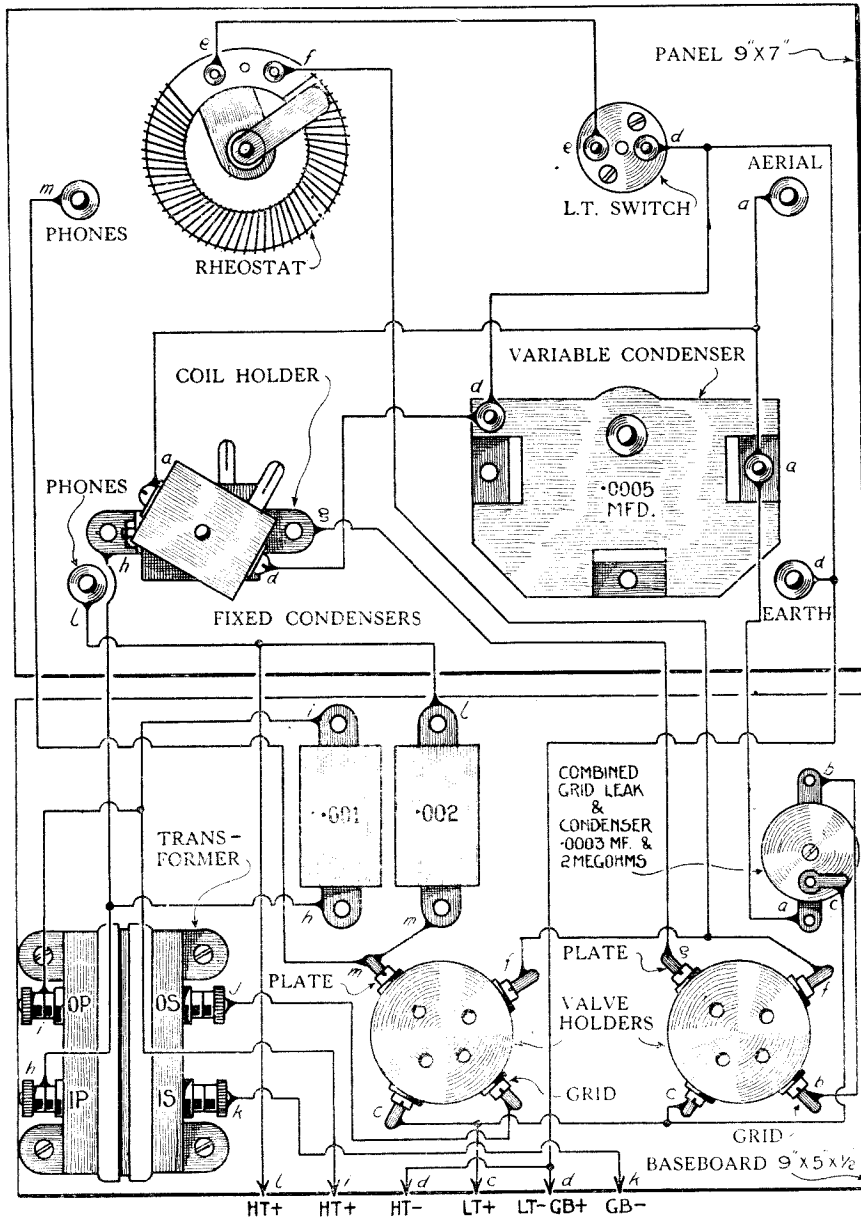 e
f
PANEL 9"X7"
e
d
AERIAL
m
PHONES
L.T. SWITCH
a
RHEOSTAT
VARIABLE CONDENSER
COIL HOLDER
d
a
PHONES
g
·0005
MFD.
a
h
d
d
l
FIXED CONDENSERS
EARTH
i
l
COMBINED
GRID LEAK
&
CONDENSER
·0003 MF. &
2 MEGOHMS
b
·001
·002
TRANS-
FORMER
h
m
a
c
m
PLATE
f
PLATE
g
f
OP
OS
j
i
VALVE
HOLDERS
h
IP
IS
k
c
GRID
c
b
GRID
BASEBOARD 9"X5"X½
l
i
d
c
d
k
HT+
HT+
HT-
LT+
LT- GB+
GB-